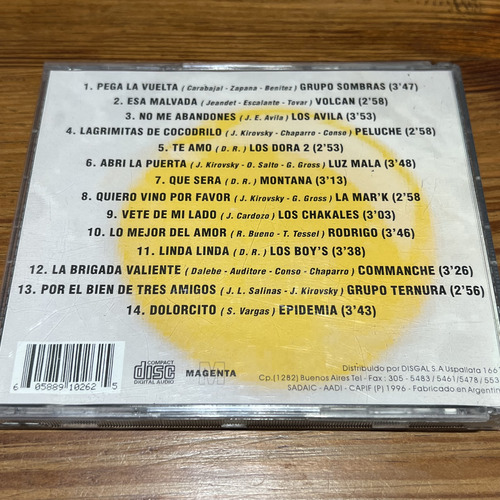 1. PEGA LA VUELTA ( Carabajal - Zapana - Benitez) GRUPO SOMBRAS (3'47)
2. ESA MALVADA ( Jeandet - Escalante - Tovar ) VOLCAN (2'58)
3. NO ME ABANDONES ( J. E. Avila ) LOS AVILA (3'53)
4. LAGRIMITAS DE COCODRILO ( J. Kirovsky - Chaparro - Conso ) PELUCHE (2'58)
5. TE AMO ( D. R. ) LOS DORA 2 (2'53)
6. ABRI LA PUERTA ( J. Kirovsky - O. Salto - G. Gross ) LUZ MALA (3'48)
7. QUE SERA ( D. R. ) MONTANA (3'13)
8. QUIERO VINO POR FAVOR ( J. Kirovsky - G. Gross ) LA MAR'K (2'58
9. VETE DE MI LADO ( J. Cardozo ) LOS CHAKALES (3'03)
10. LO MEJOR DEL AMOR ( R. Bueno - T. Tessel ) RODRIGO (3'46)
11. LINDA LINDA ( D. R. ) LOS BOY'S (3'38)
12. LA BRIGADA VALIENTE ( Dalebe - Auditore - Conso - Chaparro ) COMMANCHE (3'26)
13. POR EL BIEN DE TRES AMIGOS ( J. L. Salinas - J. Kirovsky ) GRUPO TERNURA (2'56)
14. DOLORCITO ( S. Vargas ) EPIDEMIA (3'43)
6 05889 10262 5
COMPACT
disc
DIGITAL AUDIO
M
MAGENTA
Distribuido por DISGAL S.A Uspallata 166
Cp. (1282) Buenos Aires Tel - Fax : 305 - 5483 / 5461/5478 / 553
SADAIC - AADI - CAPIF (P) 1996 - Fabricado en Argentin